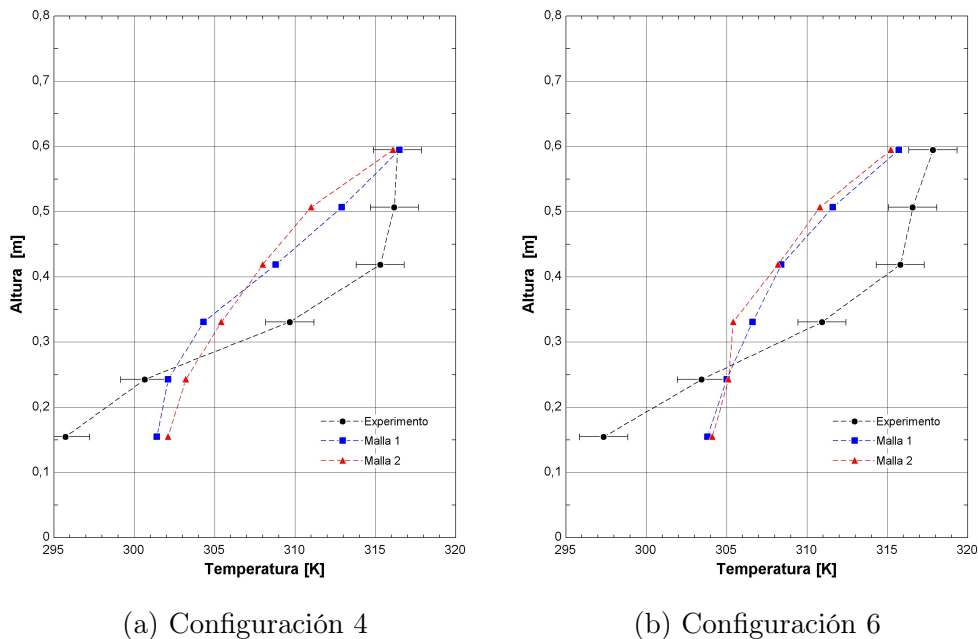 0,8
0,7
0,6
0,5
0,4
0,3
0,2
0,1
0
Altura [m]
295 300 305 310 315 320
Temperatura [K]
Experimento
Malla 1
Malla 2
(a) Configuración 4
0,8
0,7
0,6
0,5
0,4
0,3
0,2
0,1
0
Altura [m]
295 300 305 310 315 320
Temperatura [K]
Experimento
Malla 1
Malla 2
(b) Configuración 6